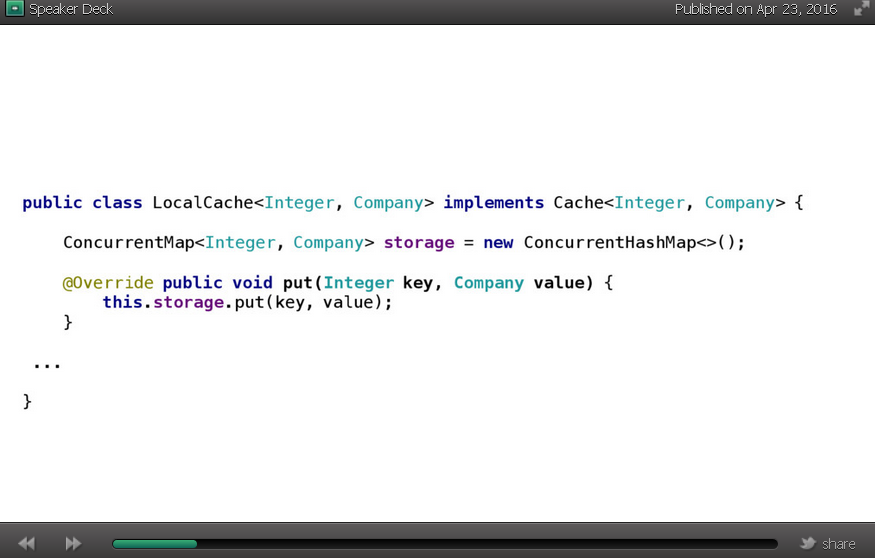 Speaker Deck
Published on Apr 23, 2016
public class LocalCache<Integer, Company> implements Cache<Integer, Company> {
ConcurrentMap<Integer, Company> storage = new ConcurrentHashMap<>();
@Override public void put(Integer key, Company value) {
this.storage.put(key, value);
}
...
}
share